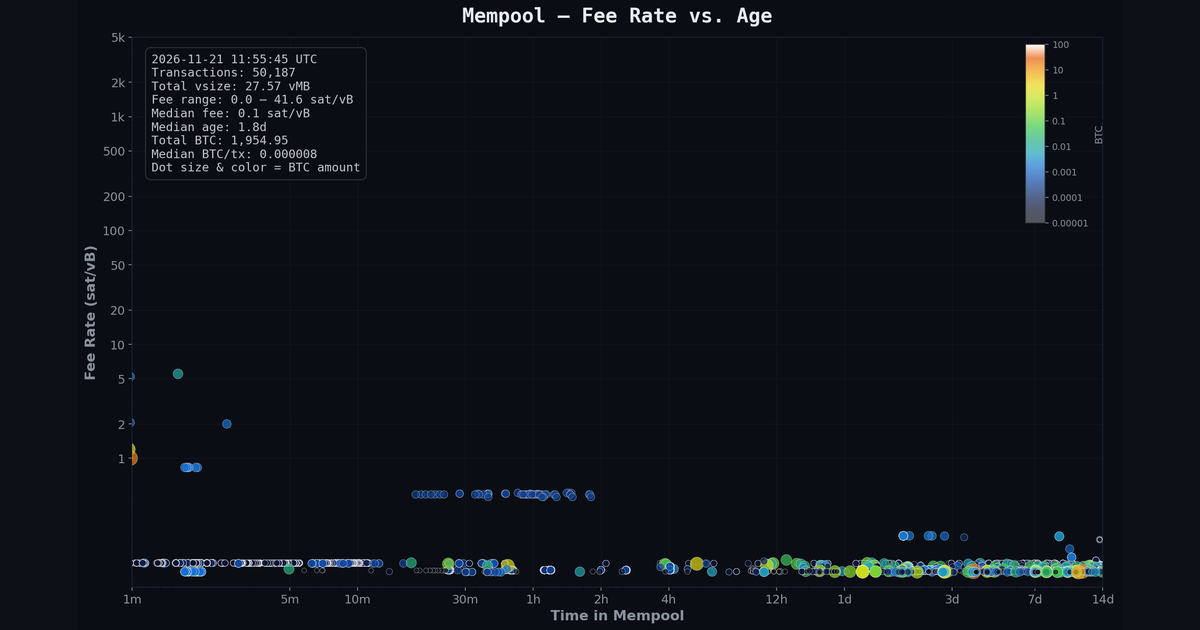 Mempool — Fee Rate vs. Age
5k
2k
1k
500
200
100
50
20
10
5
2
1
Fee Rate (sat/vB)
2026-11-21 11:55:45 UTC
Transactions: 50,187
Total vsize: 27.57 vMB
Fee range: 0.0 – 41.6 sat/vB
Median fee: 0.1 sat/vB
Median age: 1.8d
Total BTC: 1,954.95
Median BTC/tx: 0.000008
Dot size & color = BTC amount
100
10
1
0.1
0.01
0.001
0.0001
0.00001
BTC
1m 5m 10m 30m 1h 2h 4h 12h 1d 3d 7d 14d
Time in Mempool